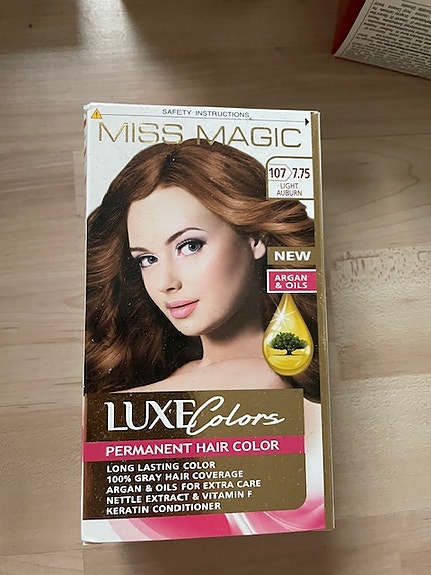 SAFETY INSTRUCTIONS
MISS MAGIC
107 7.75
LIGHT
AUBURN
NEW
ARGAN
& OILS
LUXE Colors
PERMANENT HAIR COLOR
LONG LASTING COLOR
100% GRAY HAIR COVERAGE
ARGAN & OILS FOR EXTRA CARE
NETTLE EXTRACT & VITAMIN F
KERATIN CONDITIONER